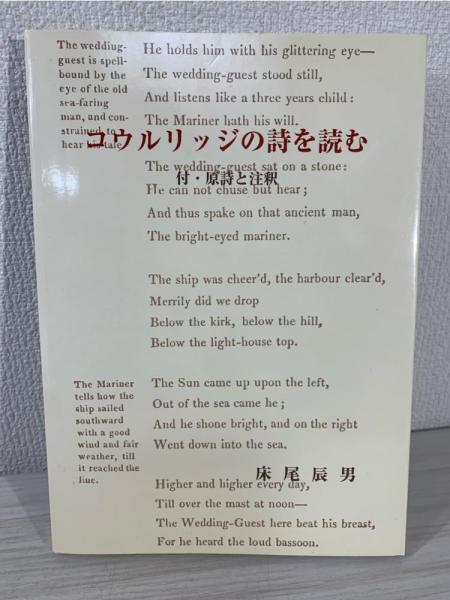 The wedding-
guest is spell-
bound by the
eye of the old
sea-faring
man, and con-
strained to
hear his tale.
He holds him with his glittering eye—
The wedding-guest stood still,
And listens like a three years child:
The Mariner hath his will.
コウルリッジの詩を読む
The wedding-guest sat on a stone:
付・原詩と注釈
He can not chuse but hear;
And thus spake on that ancient man,
The bright-eyed mariner.
The ship was cheer'd, the harbour clear'd,
Merrily did we drop
Below the kirk, below the hill,
Below the light-house top.
The Mariner
tells how the
ship sailed
southward
with a good
wind and fair
weather, till
it reached the
line.
The Sun came up upon the left,
Out of the sea came he;
And he shone bright, and on the right
Went down into the sea.
床尾辰男
Higher and higher every day,
Till over the mast at noon—
The Wedding-Guest here beat his breast,
For he heard the loud bassoon.